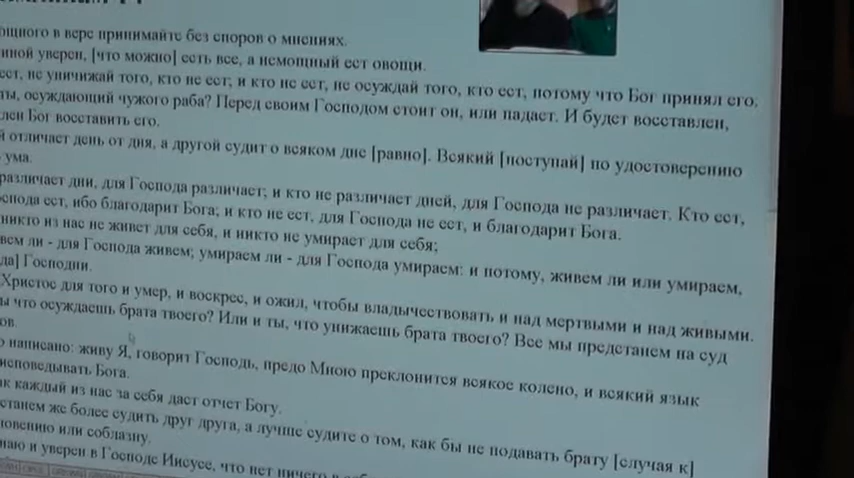 ощного в вере принимайте без споров о мнениях.
иной уверен, [что можно] есть все, а немощный ест овощи.
ест, не уничижай того, кто не ест; и кто не ест, не осуждай того, кто ест, потому что Бог принял его.
ты, осуждающий чужого раба? Перед своим Господом стоит он, или падает. И будет восставлен,
лен Бог восставить его.
й отличает день от дня, а другой судит о всяком дне [равно]. Всякий [поступай] по удостоверению
ума.
различает дни, для Господа различает; и кто не различает дней, для Господа не различает. Кто ест,
спода ест, ибо благодарит Бога; и кто не ест, для Господа не ест, и благодарит Бога.
никто из нас не живет для себя, и никто не умирает для себя;
вем ли - для Господа живем; умираем ли - для Господа умираем: и потому, живем ли или умираем,
да] Господни.
Христос для того и умер, и воскрес, и ожил, чтобы владычествовать и над мертвыми и над живыми.
ы что осуждаешь брата твоего? Или и ты, что унижаешь брата твоего? Все мы предстанем на суд
ов.
о написано: живу Я, говорит Господь, предо Мною преклонится всякое колено, и всякий язык
исповедывать Бога.
ак каждый из нас за себя даст отчет Богу.
станем же более судить друг друга, а лучше судите о том, как бы не подавать брату [случая к]
новению или соблазну.
наю и уверен в Господе Иисусе, что нет ничего в